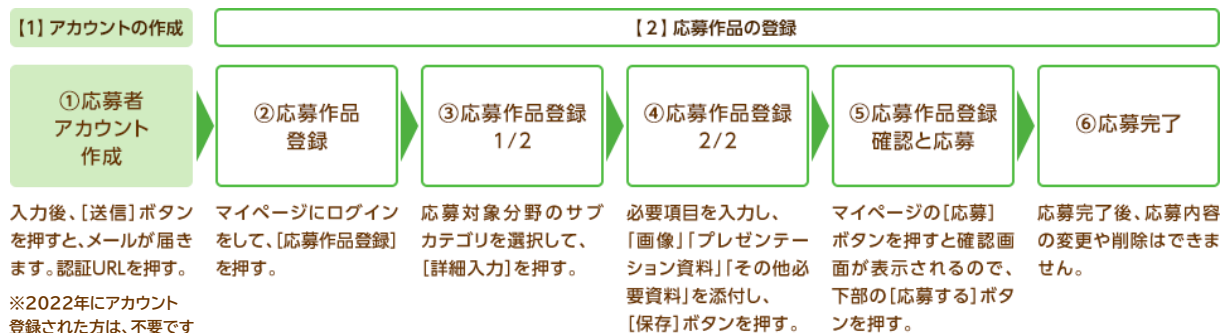 【1】アカウントの作成
【2】応募作品の登録
①応募者
アカウント
作成
入力後、[送信]ボタン
を押すと、メールが届き
ます。認証URLを押す。
※2022年にアカウント
登録された方は、不要です
②応募作品
登録
マイページにログイン
をして、[応募作品登録]
を押す。
③応募作品登録
1/2
応募対象分野のサブ
カテゴリを選択して、
[詳細入力]を押す。
④応募作品登録
2/2
必要項目を入力し、
「画像」「プレゼンテー
ション資料」「その他必
要資料」を添付し、
[保存]ボタンを押す。
⑤応募作品登録
確認と応募
マイページの[応募]
ボタンを押すと確認画
面が表示されるので、
下部の[応募する]ボタ
ンを押す。
⑥応募完了
応募完了後、応募内容
の変更や削除はできま
せん。